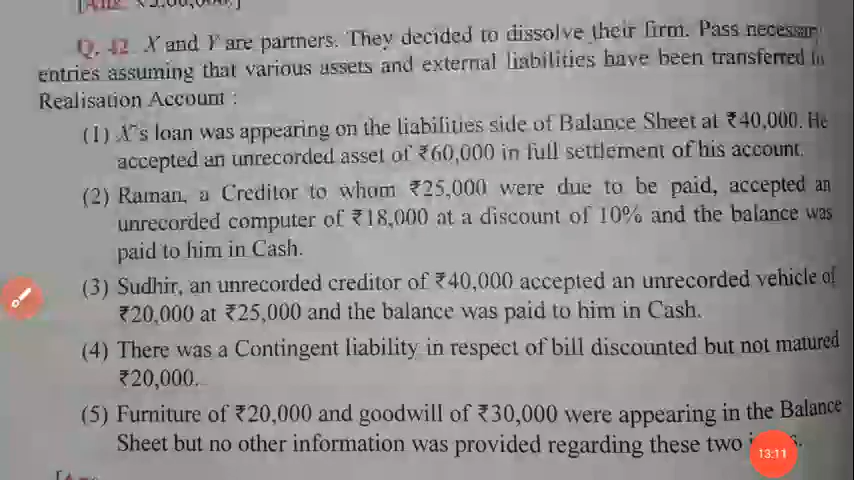 [Ans. ₹3,00,000.]
Q. 42 X and Y are partners. They decided to dissolve their firm. Pass necessary
entries assuming that various assets and external liabilities have been transferred to
Realisation Account :
(1) X's loan was appearing on the liabilities side of Balance Sheet at ₹40,000. He
accepted an unrecorded asset of ₹60,000 in full settlement of his account.
(2) Raman, a Creditor to whom ₹25,000 were due to be paid, accepted an
unrecorded computer of ₹18,000 at a discount of 10% and the balance was
paid to him in Cash.
(3) Sudhir, an unrecorded creditor of ₹40,000 accepted an unrecorded vehicle of
₹20,000 at ₹25,000 and the balance was paid to him in Cash.
(4) There was a Contingent liability in respect of bill discounted but not matured
₹20,000.
(5) Furniture of ₹20,000 and goodwill of ₹30,000 were appearing in the Balance
Sheet but no other information was provided regarding these two
13:11